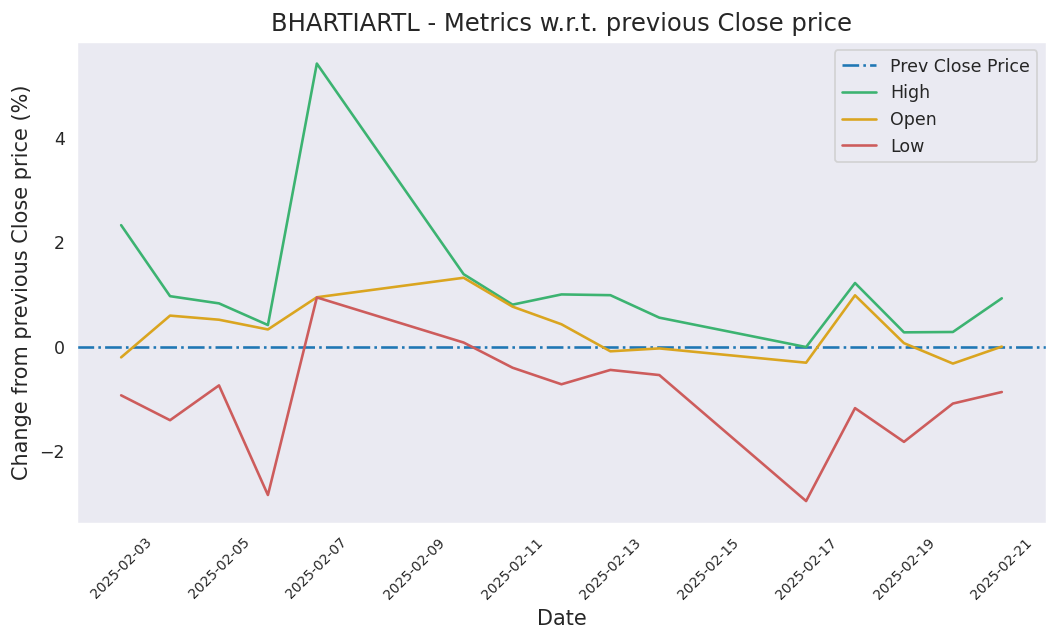 BHARTIARTL - Metrics w.r.t. previous Close price
Change from previous Close price (%)
4
2
0
−2
Prev Close Price
High
Open
Low
2025-02-03
2025-02-05
2025-02-07
2025-02-09
2025-02-11
2025-02-13
2025-02-15
2025-02-17
2025-02-19
2025-02-21
Date